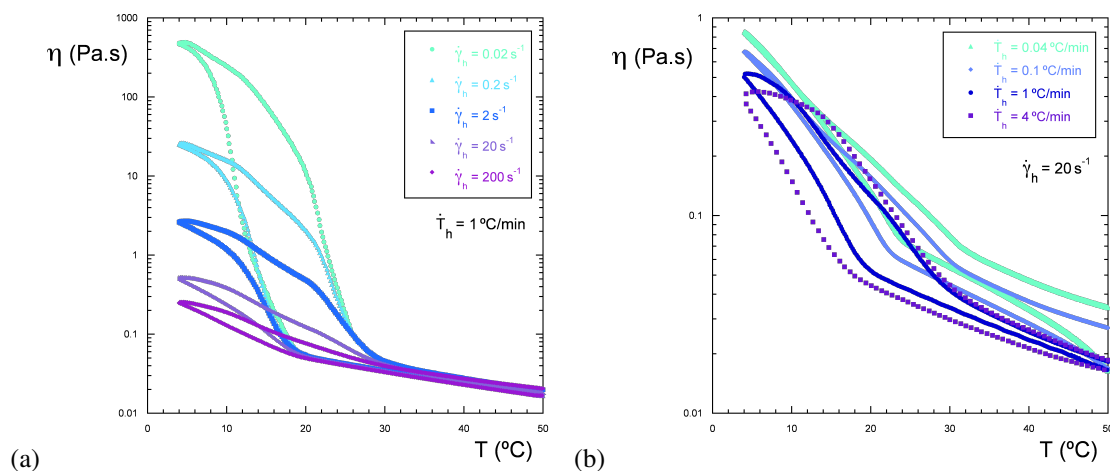 1000
100
10
1
0.1
0.01
η (Pa.s)
γ̇h = 0.02 s-1
γ̇h = 0.2 s-1
γ̇h = 2 s-1
γ̇h = 20 s-1
γ̇h = 200 s-1
Ṫh = 1 ºC/min
0 10 20 30 40 50
T (ºC)
(a)
1
0.1
0.01
η (Pa.s)
Ṫh = 0.04 ºC/min
Ṫh = 0.1 ºC/min
Ṫh = 1 ºC/min
Ṫh = 4 ºC/min
γ̇h = 20 s-1
0 10 20 30 40 50
T (ºC)
(b)